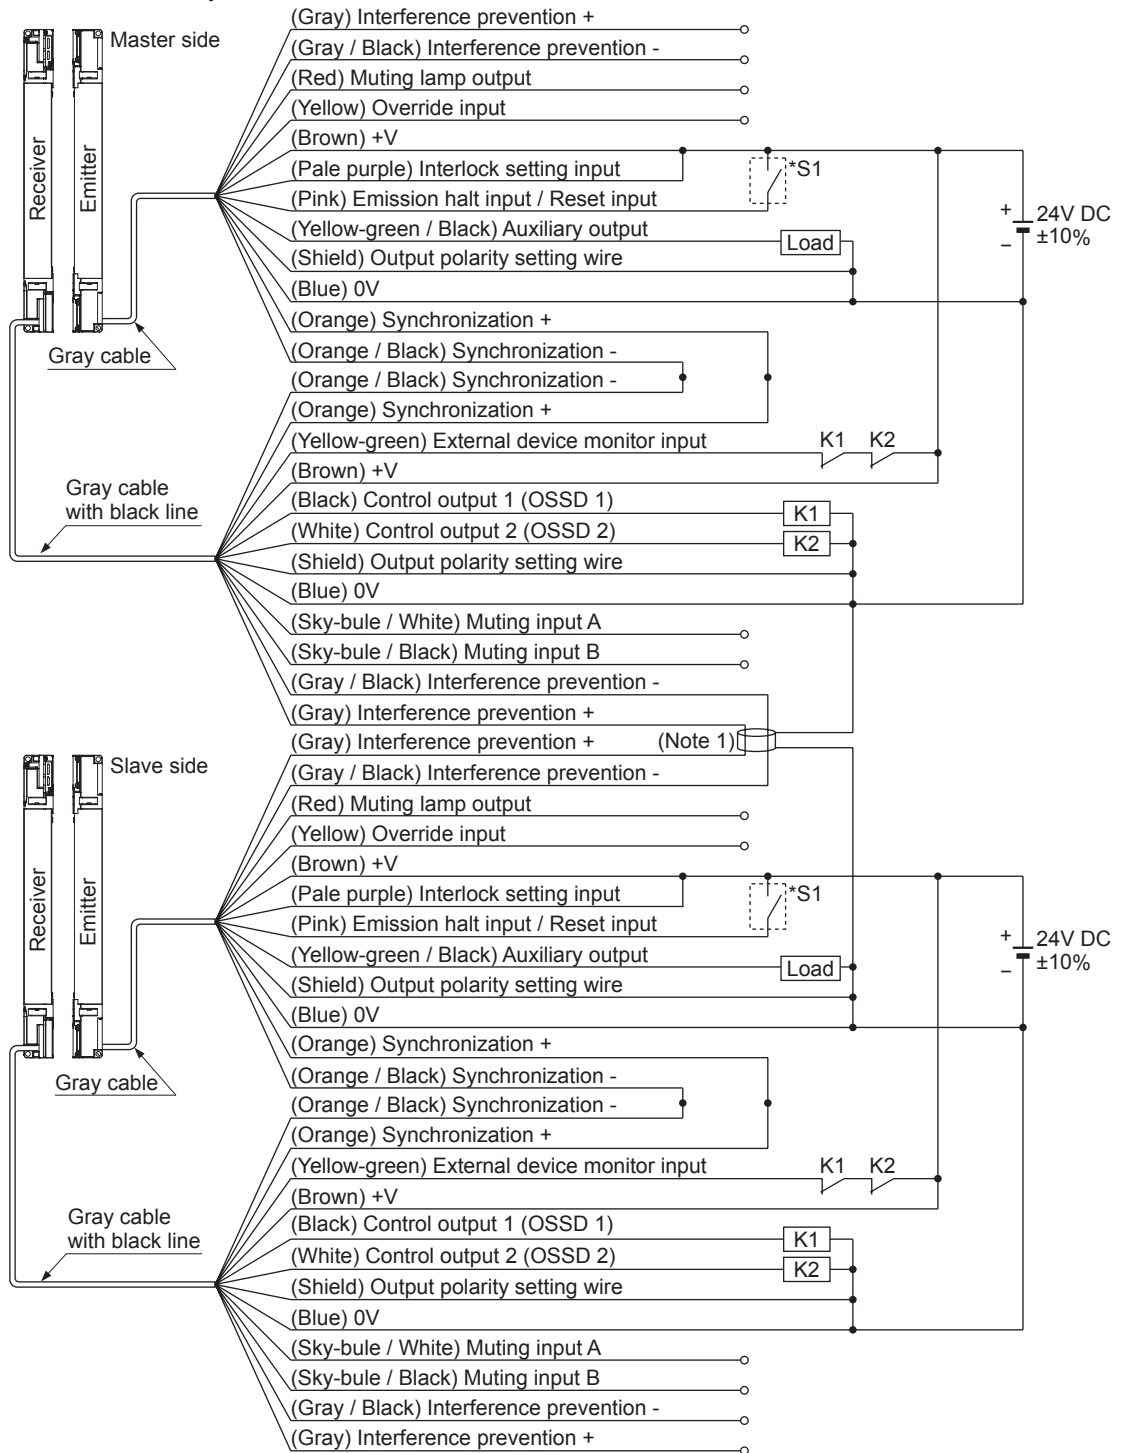 (Gray) Interference prevention +
Master side
(Gray / Black) Interference prevention -
(Red) Muting lamp output
(Yellow) Override input
(Brown) +V
(Pale purple) Interlock setting input
*S1
(Pink) Emission halt input / Reset input
Receiver
Emitter
+
24V DC
±10%
−
(Yellow-green / Black) Auxiliary output
Load
(Shield) Output polarity setting wire
(Blue) 0V
(Orange) Synchronization +
Gray cable
(Orange / Black) Synchronization -
(Orange / Black) Synchronization -
(Orange) Synchronization +
(Yellow-green) External device monitor input
K1
K2
(Brown) +V
Gray cable
with black line
(Black) Control output 1 (OSSD 1)
K1
(White) Control output 2 (OSSD 2)
K2
(Shield) Output polarity setting wire
(Blue) 0V
(Sky-bule / White) Muting input A
(Sky-bule / Black) Muting input B
(Gray / Black) Interference prevention -
(Gray) Interference prevention +
(Gray) Interference prevention +
(Note 1)
Slave side
(Gray / Black) Interference prevention -
(Red) Muting lamp output
(Yellow) Override input
(Brown) +V
(Pale purple) Interlock setting input
*S1
(Pink) Emission halt input / Reset input
Receiver
Emitter
+
24V DC
±10%
−
(Yellow-green / Black) Auxiliary output
Load
(Shield) Output polarity setting wire
(Blue) 0V
(Orange) Synchronization +
Gray cable
(Orange / Black) Synchronization -
(Orange / Black) Synchronization -
(Orange) Synchronization +
(Yellow-green) External device monitor input
K1
K2
(Brown) +V
Gray cable
with black line
(Black) Control output 1 (OSSD 1)
K1
(White) Control output 2 (OSSD 2)
K2
(Shield) Output polarity setting wire
(Blue) 0V
(Sky-bule / White) Muting input A
(Sky-bule / Black) Muting input B
(Gray / Black) Interference prevention -
(Gray) Interference prevention +